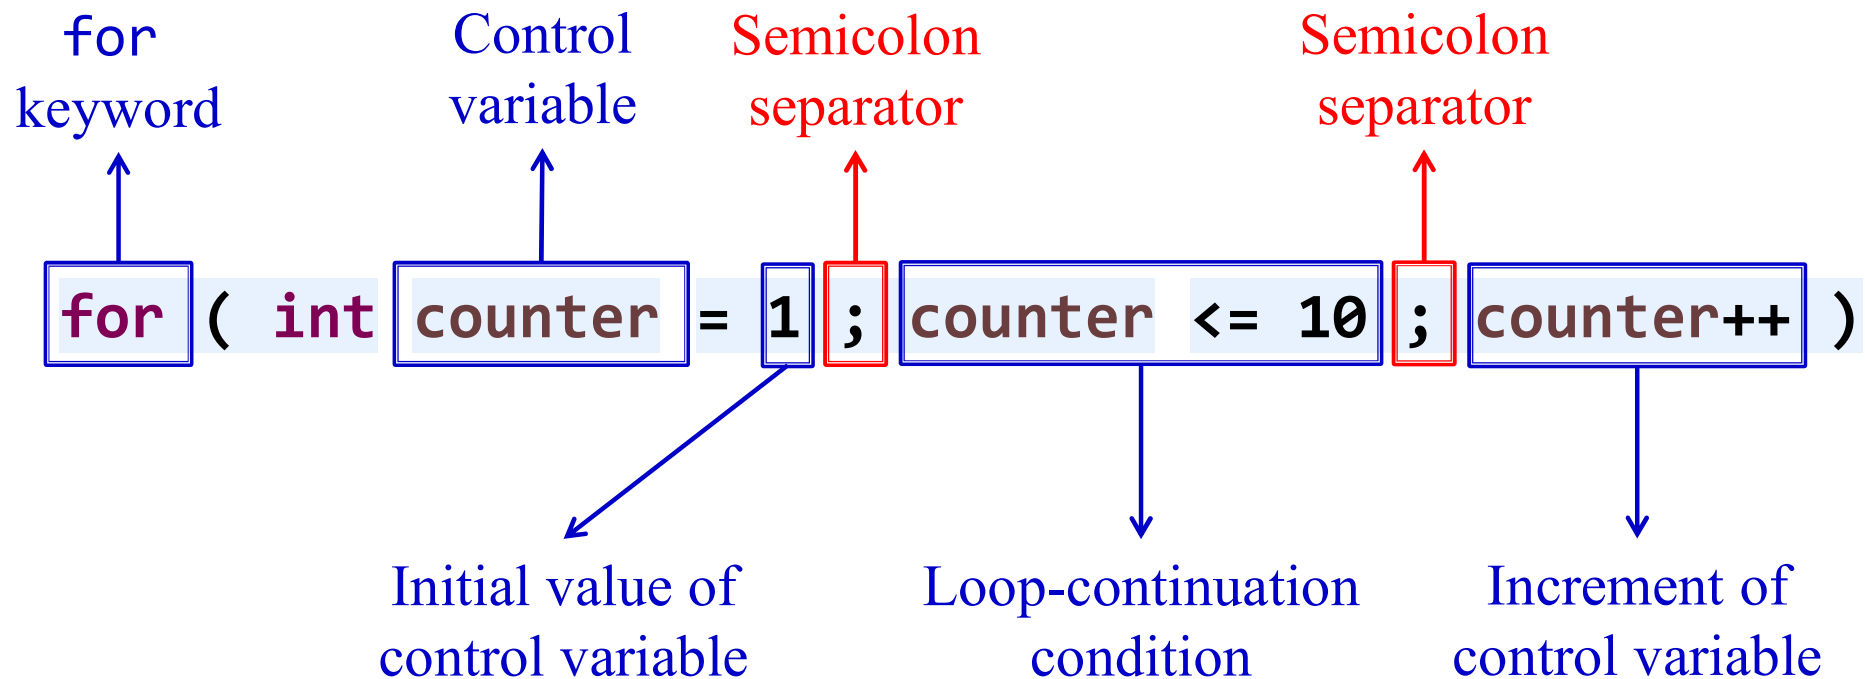 for
keyword
Control
variable
Semicolon
separator
Semicolon
separator
for ( int counter = 1 ; counter <= 10 ; counter++ )
Initial value of
control variable
Loop-continuation
condition
Increment of
control variable